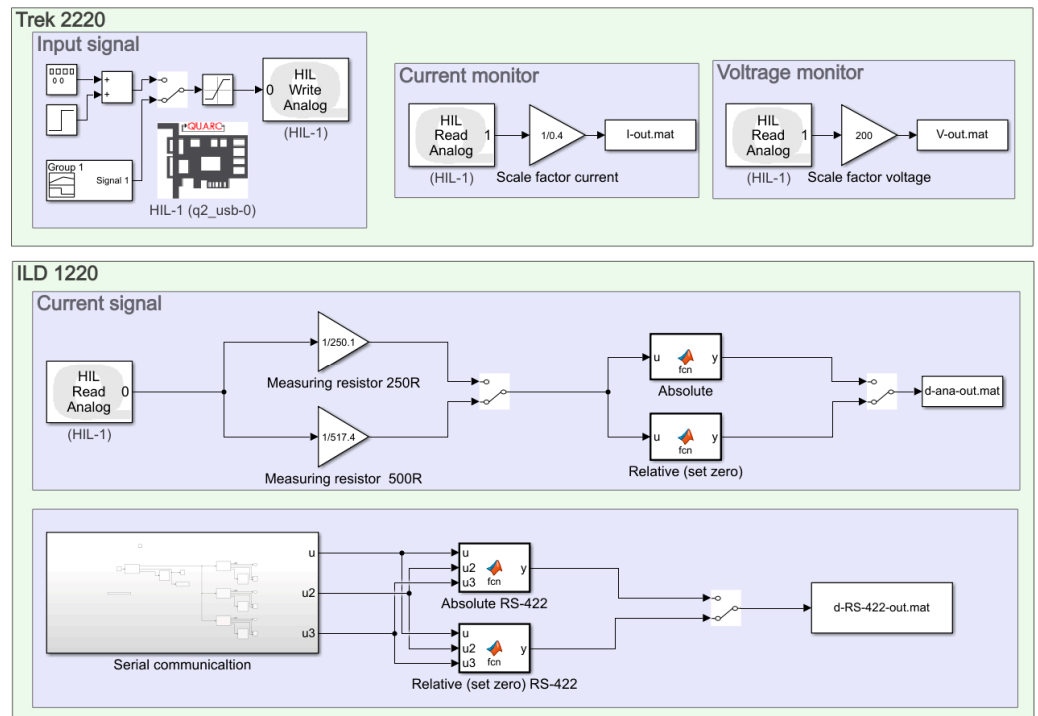 Trek 2220
Input signal
0 0
+
+
Group 1
Signal 1
0
HIL
Write
Analog
(HIL-1)
QUARC
HIL-1 (q2_usb-0)
Current monitor
HIL
Read
Analog
1
(HIL-1)
1/0.4
Scale factor current
I-out.mat
Voltrage monitor
HIL
Read
Analog
1
(HIL-1)
200
Scale factor voltage
V-out.mat
ILD 1220
Current signal
HIL
Read
Analog
0
(HIL-1)
1/250.1
Measuring resistor 250R
1/517.4
Measuring resistor 500R
u
fcn
y
Absolute
u
fcn
y
Relative (set zero)
d-ana-out.mat
u
u2
u3
Serial communicaltion
u
u2
u3
fcn
y
Absolute RS-422
u
u2
u3
fcn
y
Relative (set zero) RS-422
d-RS-422-out.mat